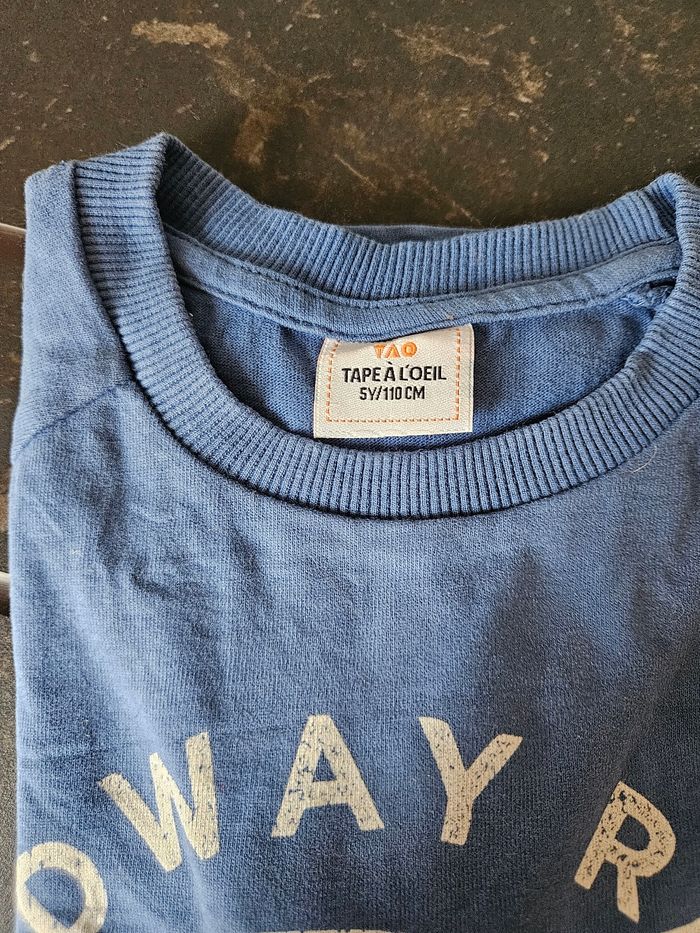 TAO
TAPE À L'OEIL
5Y/110 CM
OWAY R